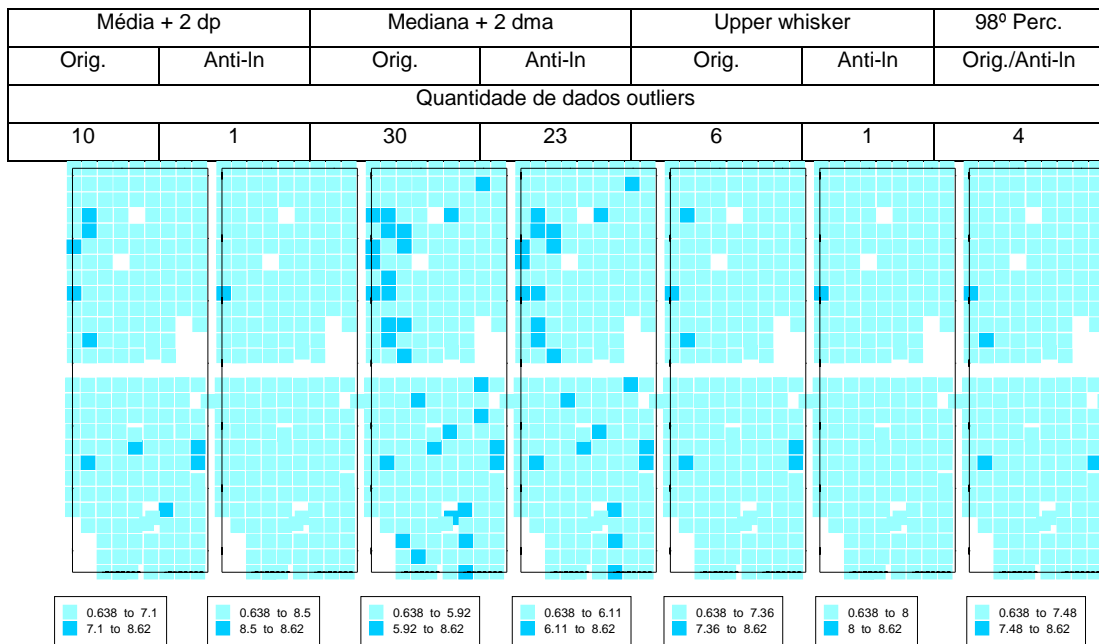 Média + 2 dp Mediana + 2 dma Upper whisker 98º Perc.
Orig. Anti-ln Orig. Anti-ln Orig. Anti-ln Orig./Anti-ln
Quantidade de dados outliers
10 1 30 23 6 1 4
0.638 to 7.1 0.638 to 8.5 0.638 to 5.92 0.638 to 6.11 0.638 to 7.36 0.638 to 8 0.638 to 7.48
7.1 to 8.62 8.5 to 8.62 5.92 to 8.62 6.11 to 8.62 7.36 to 8.62 8 to 8.62 7.48 to 8.62